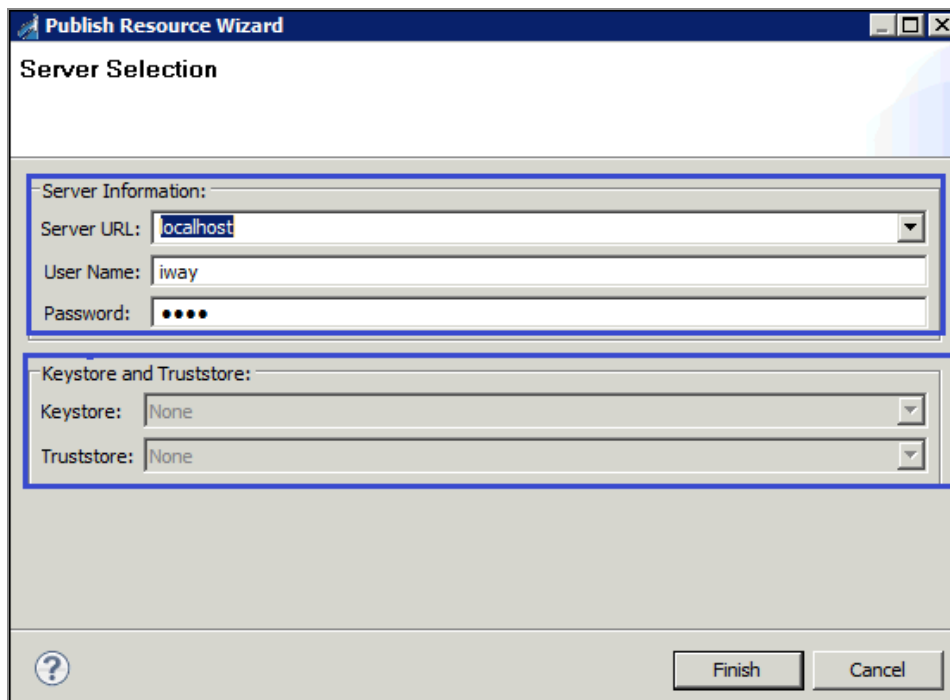 Publish Resource Wizard
Server Selection
Server Information:
Server URL: localhost
User Name: iway
Password: ••••
Keystore and Truststore:
Keystore: None
Truststore: None
?
Finish Cancel